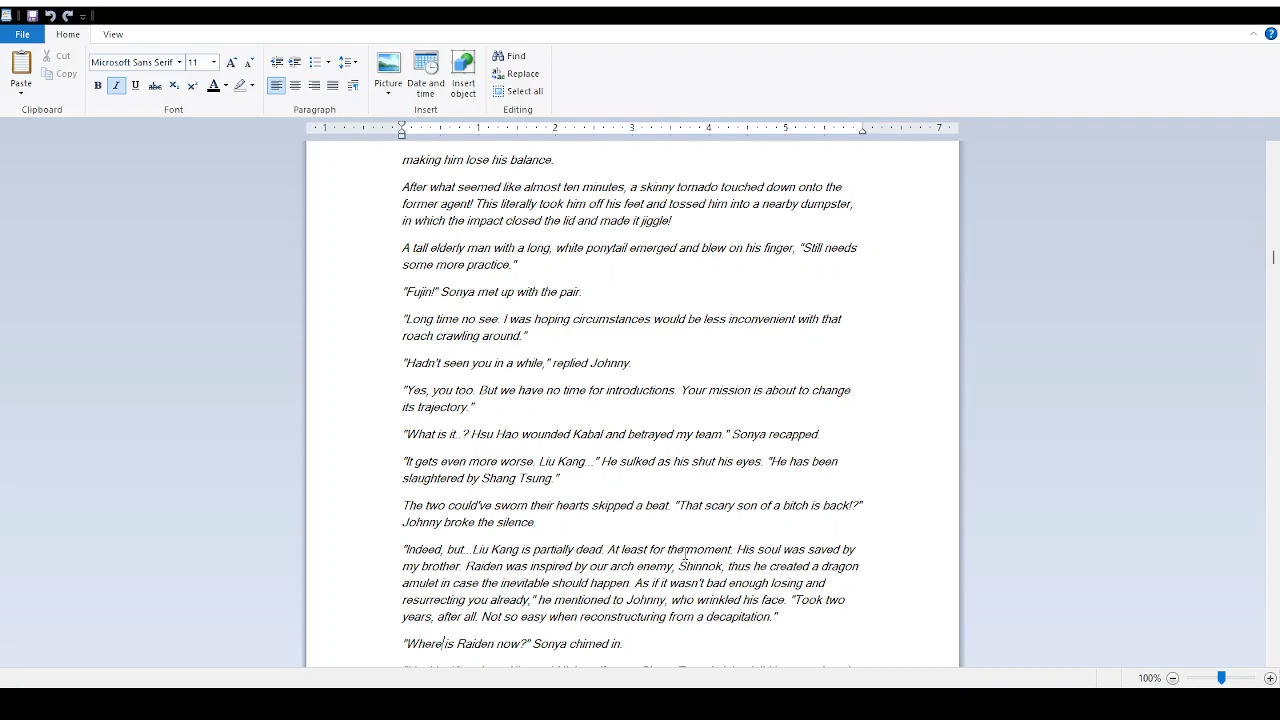 File
Home
View
Paste
Cut
Copy
Clipboard
Microsoft Sans Serif
11
B
I
U
abc
X₂
X²
A
Font
Paragraph
Picture
Date and time
Insert object
Insert
Find
Replace
Select all
Editing
1 1 2 3 4 5 7
making him lose his balance.
After what seemed like almost ten minutes, a skinny tornado touched down onto the
former agent! This literally took him off his feet and tossed him into a nearby dumpster,
in which the impact closed the lid and made it jiggle!
A tall elderly man with a long, white ponytail emerged and blew on his finger, "Still needs
some more practice."
"Fujin!" Sonya met up with the pair.
"Long time no see. I was hoping circumstances would be less inconvenient with that
roach crawling around."
"Hadn't seen you in a while," replied Johnny.
"Yes, you too. But we have no time for introductions. Your mission is about to change
its trajectory."
"What is it..? Hsu Hao wounded Kabal and betrayed my team." Sonya recapped.
"It gets even more worse. Liu Kang..." He sulked as his shut his eyes. "He has been
slaughtered by Shang Tsung."
The two could've sworn their hearts skipped a beat. "That scary son of a bitch is back!?"
Johnny broke the silence.
"Indeed, but...Liu Kang is partially dead. At least for the moment. His soul was saved by
my brother. Raiden was inspired by our arch enemy, Shinnok, thus he created a dragon
amulet in case the inevitable should happen. As if it wasn't bad enough losing and
resurrecting you already," he mentioned to Johnny, who wrinkled his face. "Took two
years, after all. Not so easy when reconstructuring from a decapitation."
"Where is Raiden now?" Sonya chimed in.
100%